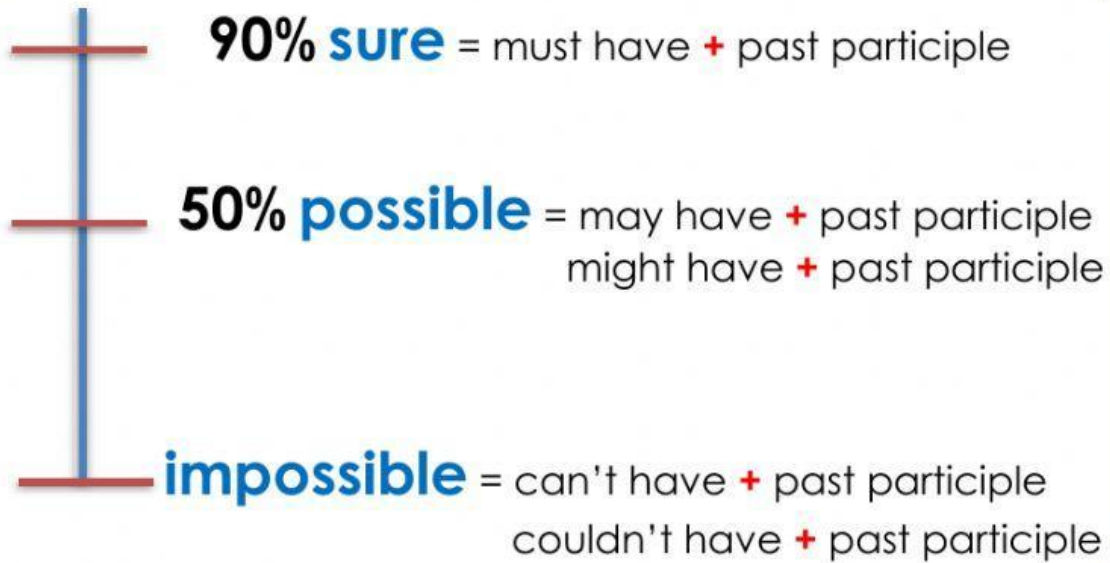 90% sure = must have + past participle
50% possible = may have + past participle
might have + past participle
impossible = can't have + past participle
couldn't have + past participle